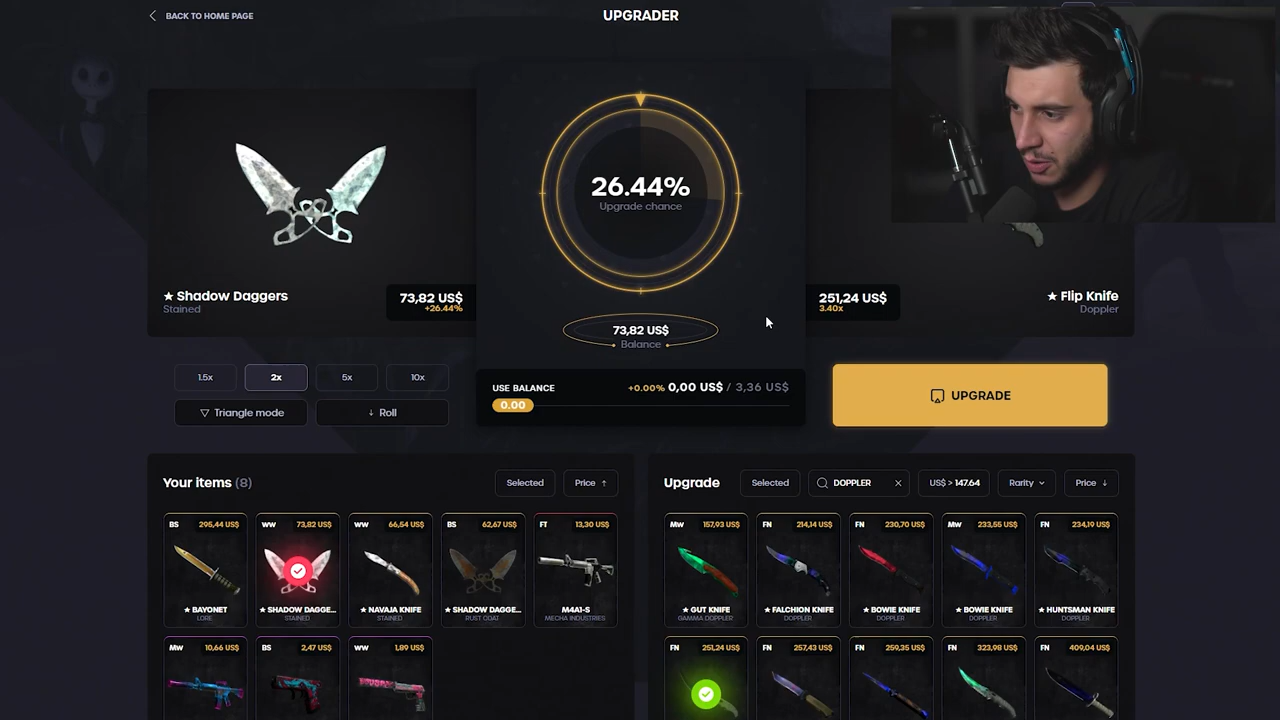 BACK TO HOME PAGE
UPGRADER
26.44%
Upgrade chance
★ Shadow Daggers
Stained
73,82 US$
+26.44%
251,24 US$
3.40x
★ Flip Knife
Doppler
73,82 US$
Balance
1.5x
2x
5x
10x
Triangle mode
↓ Roll
USE BALANCE
+0.00% 0,00 US$ / 3,36 US$
0.00
UPGRADE
Your items (8)
Selected
Price ↑
Upgrade
Selected
DOPPLER
US$ > 147.64
Rarity
Price ↓
BS 295,44 US$
★ BAYONET
LORE
WW 73,82 US$
★ SHADOW DAGGE...
STAINED
WW 66,54 US$
★ NAVAJA KNIFE
STAINED
BS 62,67 US$
★ SHADOW DAGGE...
RUST COAT
FT 13,30 US$
M4A1-S
MECHA INDUSTRIES
MW 10,66 US$
BS 2,47 US$
WW 1,89 US$
MW 157,93 US$
★ GUT KNIFE
GAMMA DOPPLER
FN 214,14 US$
★ FALCHION KNIFE
DOPPLER
FN 230,70 US$
★ BOWIE KNIFE
DOPPLER
MW 233,55 US$
★ BOWIE KNIFE
DOPPLER
FN 234,19 US$
★ HUNTSMAN KNIFE
DOPPLER
FN 251,24 US$
FN 257,43 US$
FN 259,35 US$
FN 323,98 US$
FN 409,04 US$